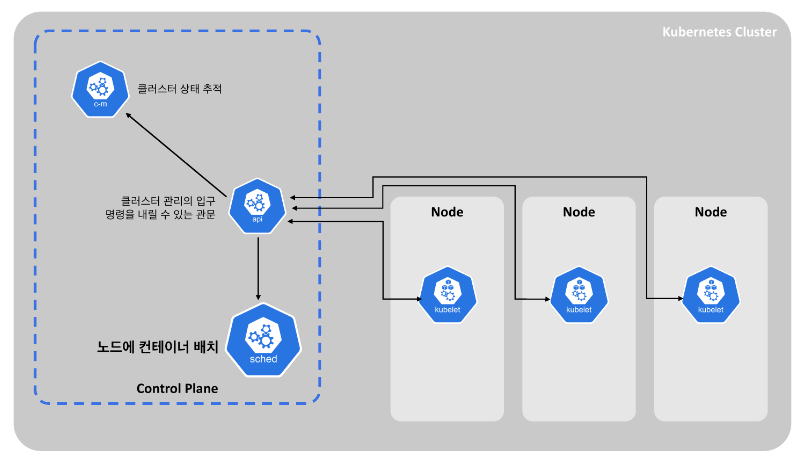 Kubernetes Cluster
c-m
클러스터 상태 추적
클러스터 관리의 입구
명령을 내릴 수 있는 관문
api
노드에 컨테이너 배치
sched
Control Plane
Node
kubelet
Node
kubelet
Node
kubelet